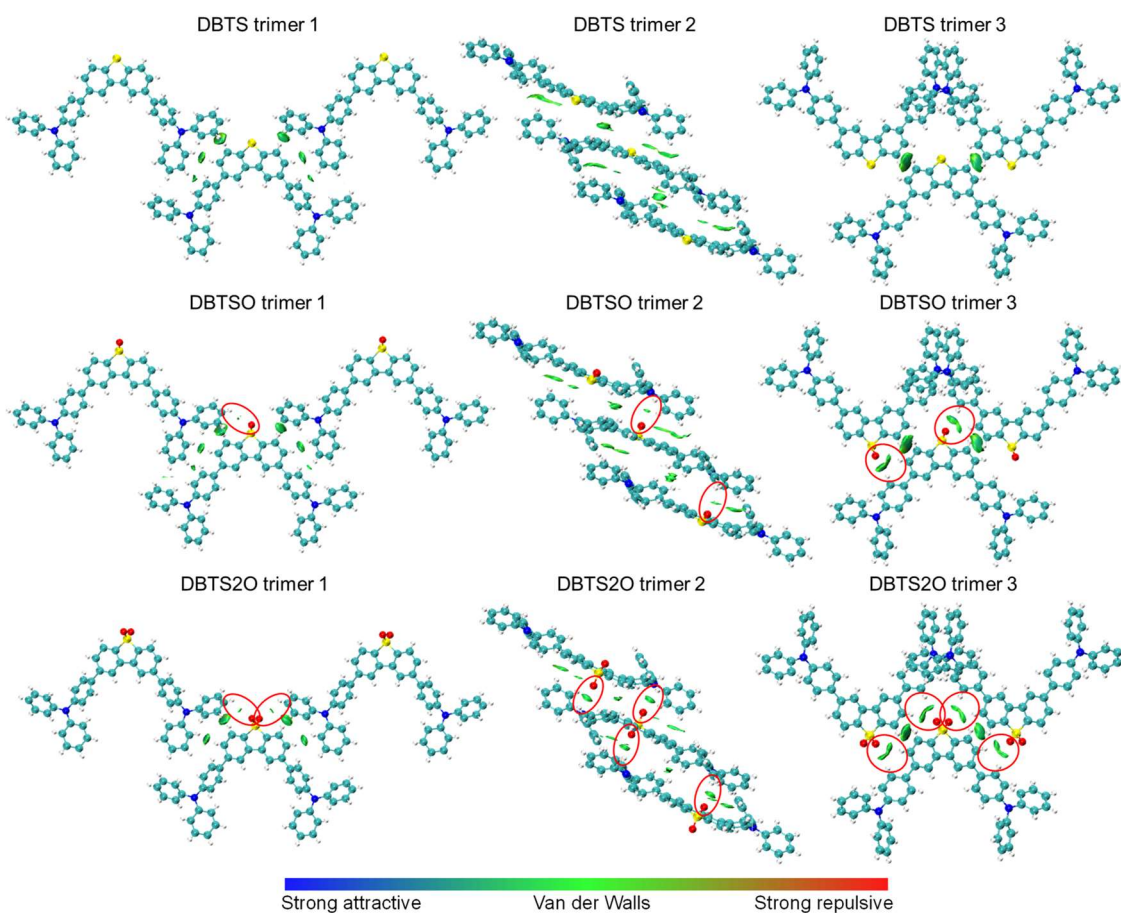 DBTS trimer 1
DBTS trimer 2
DBTS trimer 3
DBTSO trimer 1
DBTSO trimer 2
DBTSO trimer 3
DBTS2O trimer 1
DBTS2O trimer 2
DBTS2O trimer 3
Strong attractive
Van der Walls
Strong repulsive